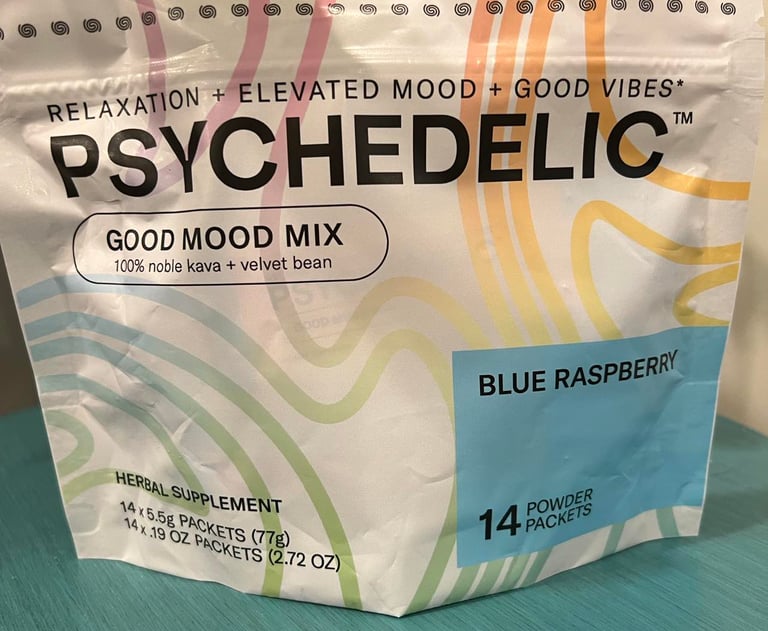 RELAXATION + ELEVATED MOOD + GOOD VIBES*
PSYCHEDELIC™
GOOD MOOD MIX
100% noble kava + velvet bean
BLUE RASPBERRY
14 POWDER
PACKETS
HERBAL SUPPLEMENT
14 x 5.5g PACKETS (77g)
14 x .19 OZ PACKETS (2.72 OZ)